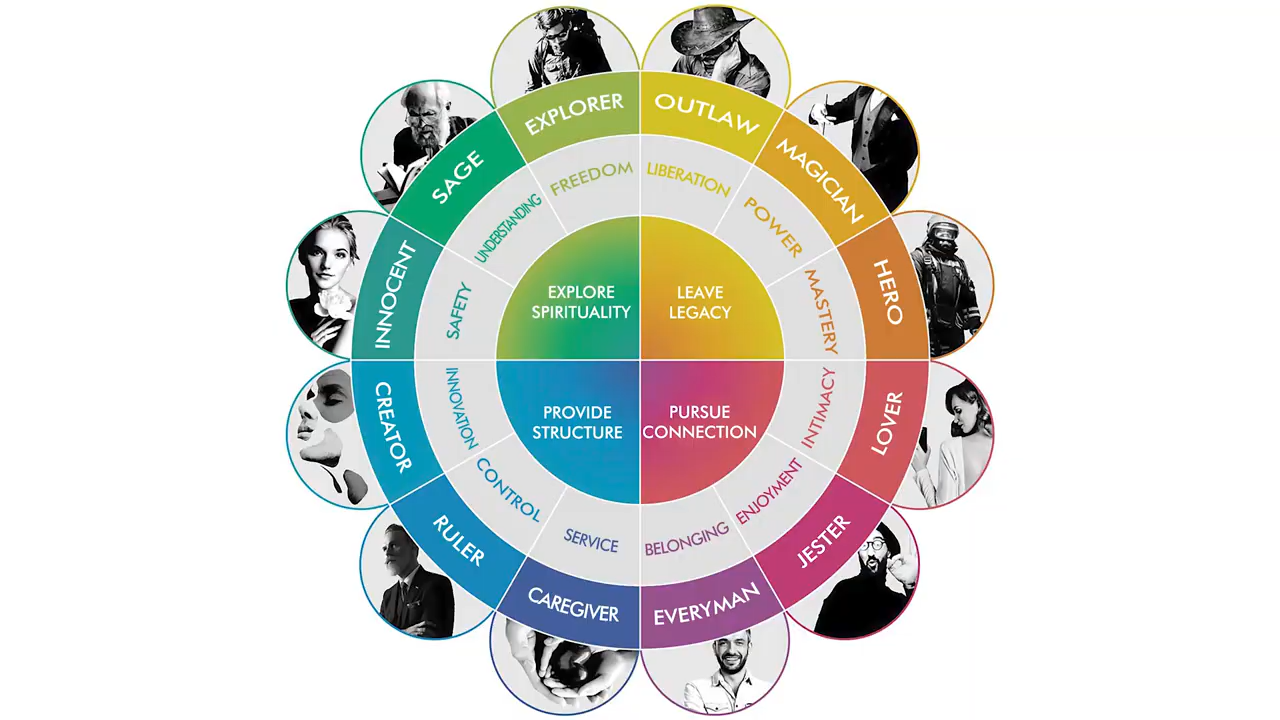 EXPLORER
OUTLAW
MAGICIAN
HERO
LOVER
JESTER
EVERYMAN
CAREGIVER
RULER
CREATOR
INNOCENT
SAGE
FREEDOM
LIBERATION
POWER
MASTERY
INTIMACY
ENJOYMENT
BELONGING
SERVICE
CONTROL
INNOVATION
SAFETY
UNDERSTANDING
EXPLORE
SPIRITUALITY
LEAVE
LEGACY
PROVIDE
STRUCTURE
PURSUE
CONNECTION